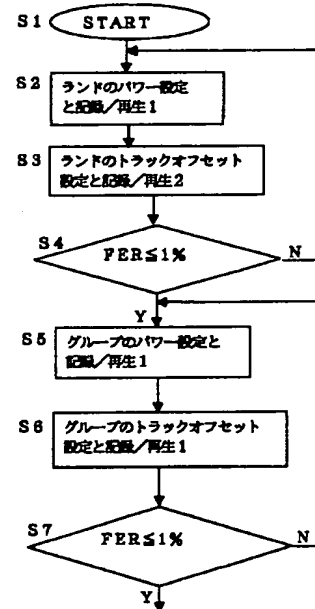 S1 START
S2 ランドのパワー設定
と記録/再生1
S3 ランドのトラックオフセット
設定と記録/再生2
S4 FER≦1%
N
Y
S5 グループのパワー設定と
記録/再生1
S6 グループのトラックオフセット
設定と記録/再生1
S7 FER≦1%
N
Y